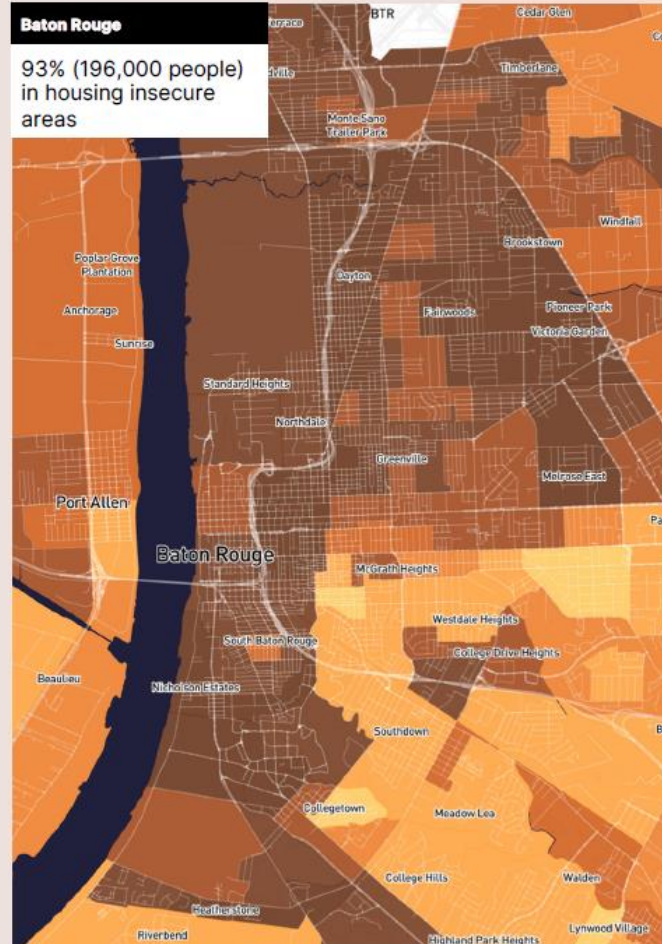 Baton Rouge
93% (196,000 people)
in housing insecure
areas
BTR
Cedar Glen
Timberlane
Monte Sano
Trailer Park
Windfall
Brookstown
Poplar Grove
Plantation
Dayton
Anchorage
Fairwoods
Pioneer Park
Victoria Garden
Sunrise
Standard Heights
Northdale
Greenville
Melrose East
Port Allen
Baton Rouge
McGrath Heights
Westdale Heights
South Baton Rouge
College Drive Heights
Beaulieu
Nicholson Estates
Southdown
Collegetown
Meadow Lea
College Hills
Walden
Heatherstone
Lynwood Village
Riverbend
Highland Park Heights